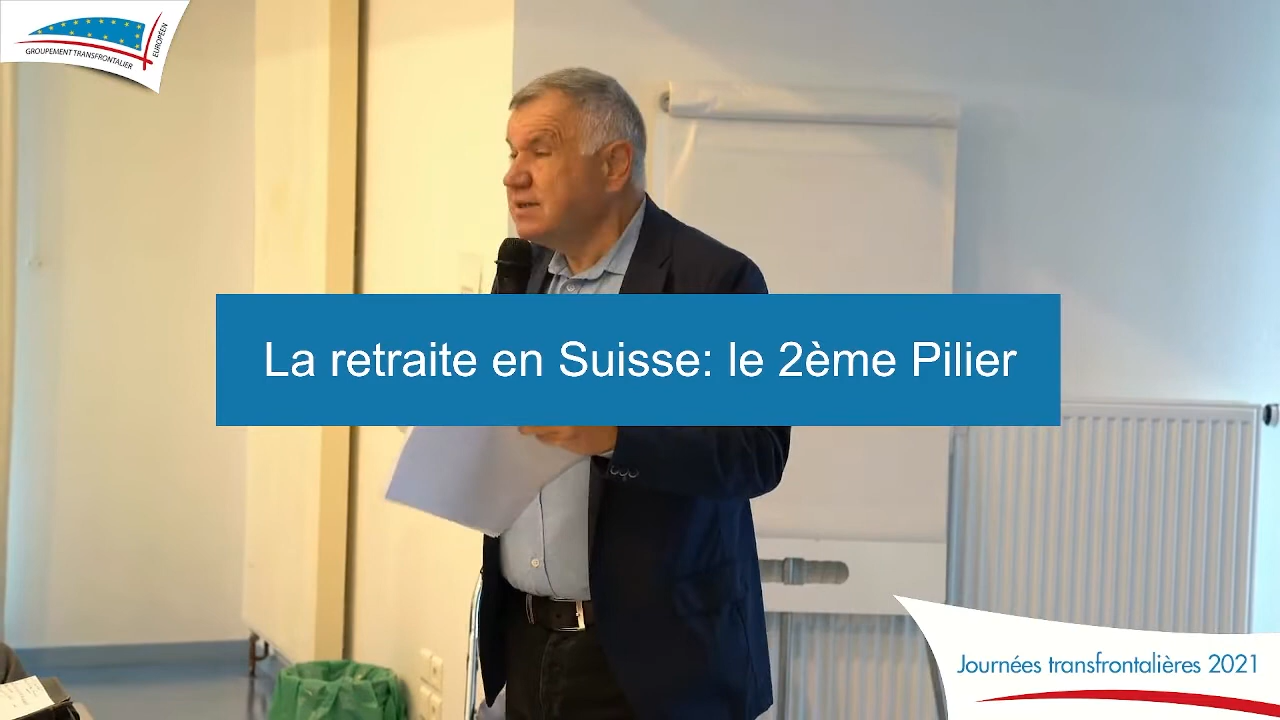 GROUPEMENT TRANSFRONTALIER
EUROPÉEN
La retraite en Suisse: le 2ème Pilier
Journées transfrontalières 2021